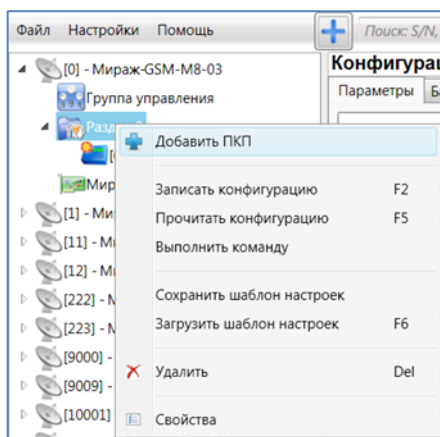 Файл Настройки Помощь Поиск: S/N,
[0] - Мираж-GSM-M8-03
Группа управления
Разд
Мир
[1] - Ми
[11] - Ми
[12] - Ми
[222] - М
[223] - М
[9000] -
[9009] -
[10001]
Конфигурац
Параметры Б
Добавить ПКП
Записать конфигурацию F2
Прочитать конфигурацию F5
Выполнить команду
Сохранить шаблон настроек
Загрузить шаблон настроек F6
Удалить Del
Свойства